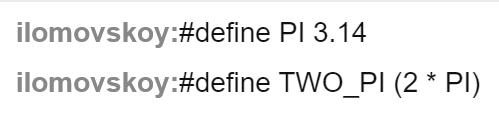 ilomovskoy:#define PI 3.14
ilomovskoy:#define TWO_PI (2 * PI)